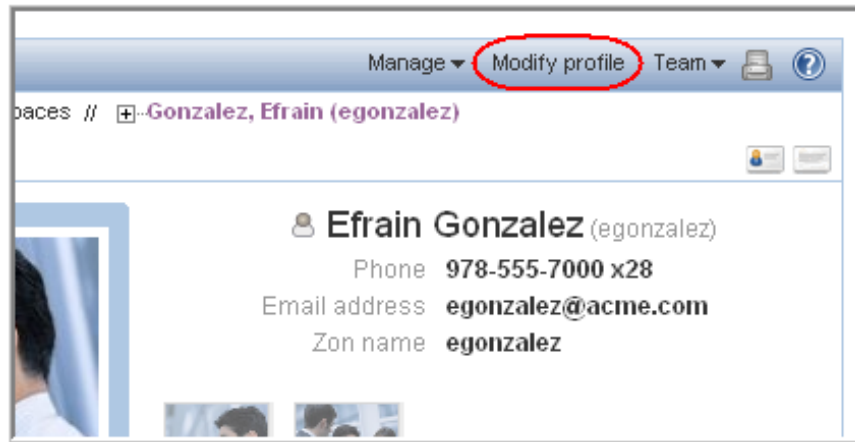 Manage Modify profile Team ?
paces // Gonzalez, Efrain (egonzalez)
Efrain Gonzalez (egonzalez)
Phone 978-555-7000 x28
Email address egonzalez@acme.com
Zon name egonzalez